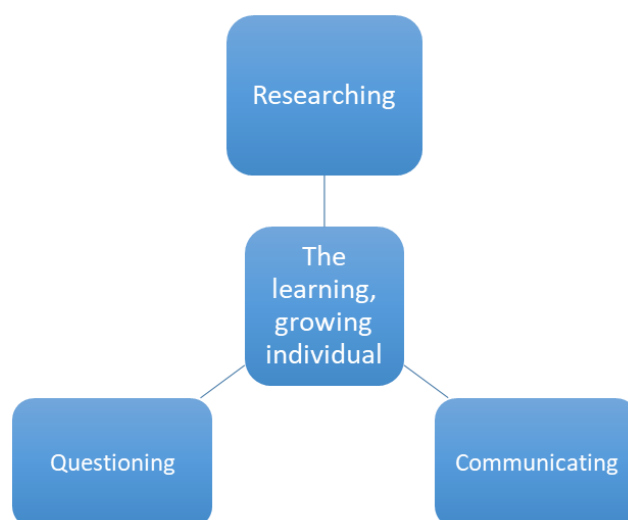 Researching
The
learning,
growing
individual
Questioning
Communicating